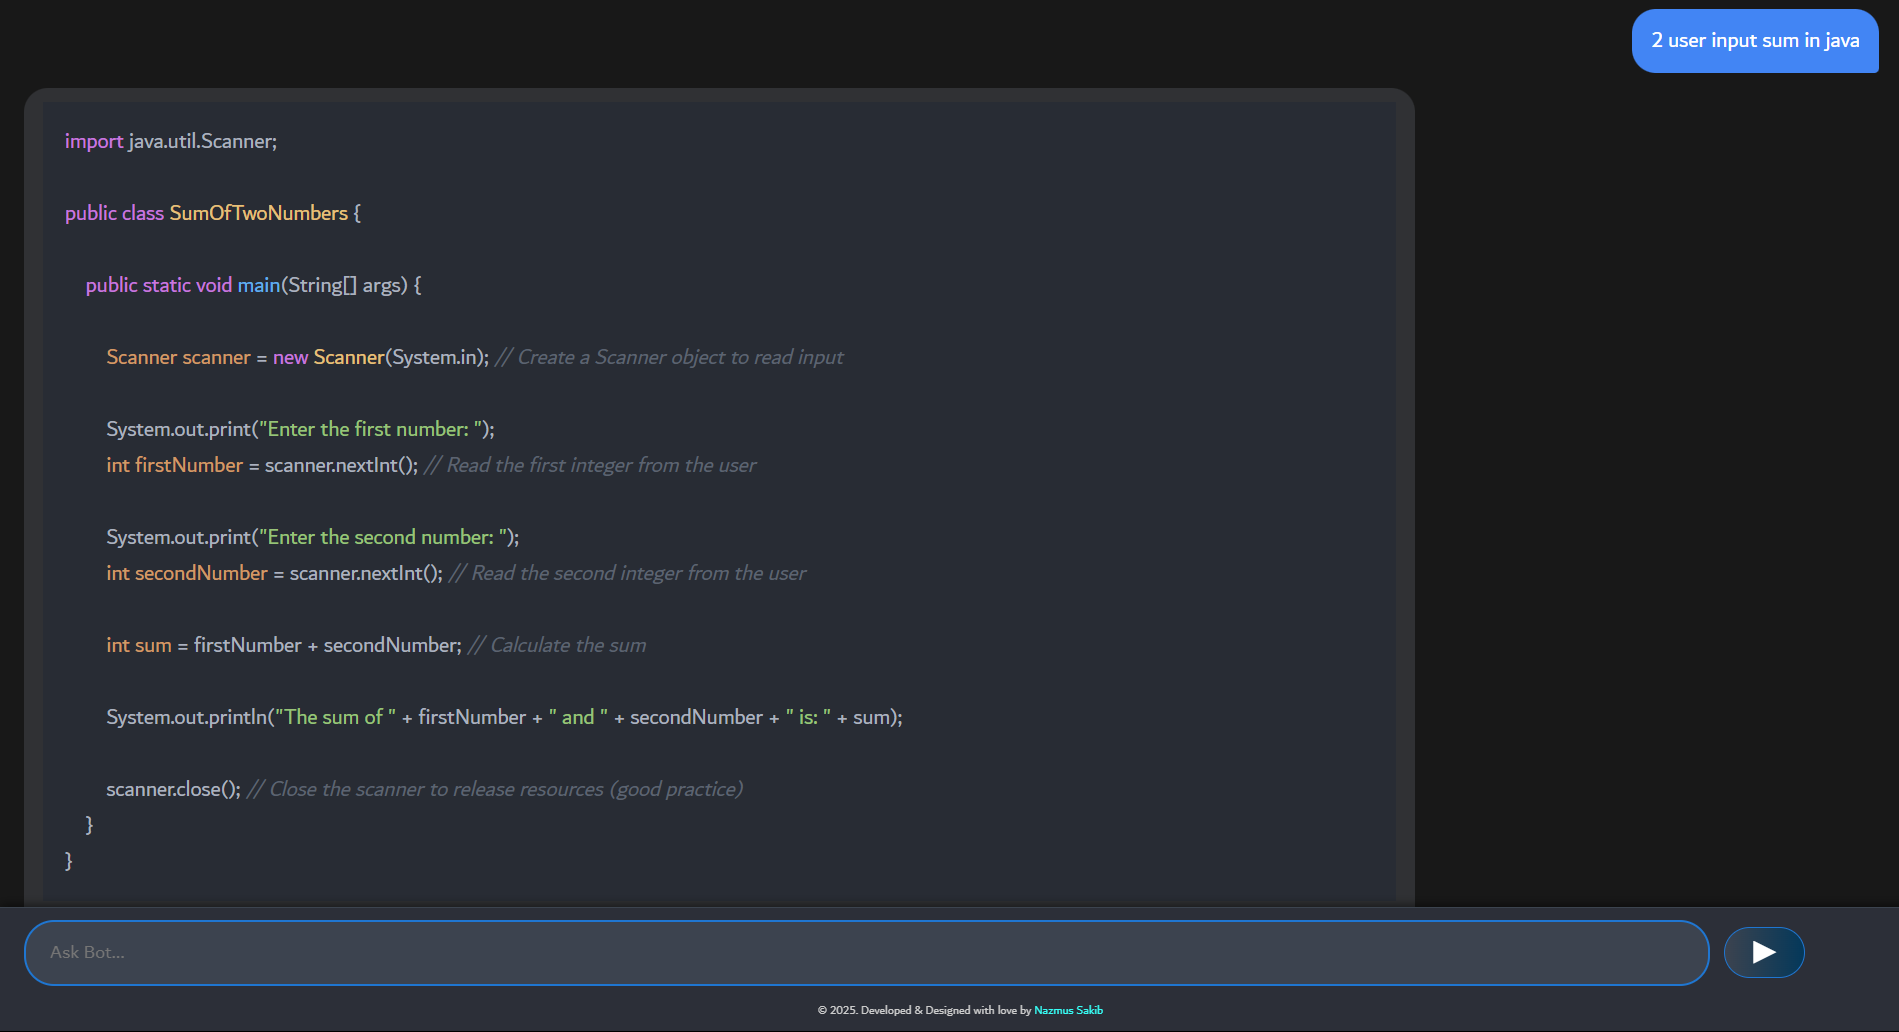 2 user input sum in java
import java.util.Scanner;
public class SumOfTwoNumbers {
public static void main(String[] args) {
Scanner scanner = new Scanner(System.in); // Create a Scanner object to read input
System.out.print("Enter the first number: ");
int firstNumber = scanner.nextInt(); // Read the first integer from the user
System.out.print("Enter the second number: ");
int secondNumber = scanner.nextInt(); // Read the second integer from the user
int sum = firstNumber + secondNumber; // Calculate the sum
System.out.println("The sum of " + firstNumber + " and " + secondNumber + " is: " + sum);
scanner.close(); // Close the scanner to release resources (good practice)
}
}
Ask Bot...
© 2025. Developed & Designed with love by Nazmus Sakib